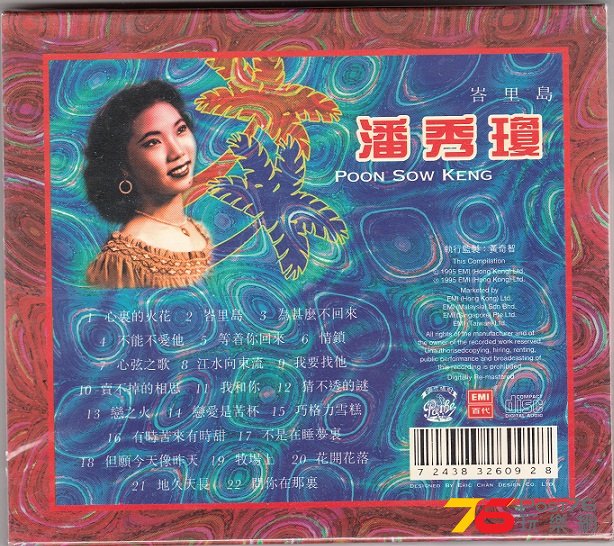 峇里島
潘秀瓊
POON SOW KENG
執行監製：黃奇智
This Compilation
℗ 1995 EMI (Hong Kong) Ltd.
© 1995 EMI (Hong Kong) Ltd.
Marketed by
EMI (Hong Kong) Ltd.
EMI (Malaysia) Sdn Bhd.
EMI (Singapore) Pte Ltd.
EMI (Taiwan) Ltd.
All rights of the manufacturer and of
the owner of the recorded work reserved.
Unauthorised copying, hiring, renting,
public performance and broadcasting of
this recording is prohibited.
Digitally Re-mastered
1 心裏的火花 2 峇里島 3 為甚麼不回來
4 不能不愛他 5 等着你回來 6 情鎖
7 心弦之歌 8 江水向東流 9 我要找他
10 賣不掉的相思 11 我和你 12 猜不透的謎
13 戀之火 14 戀愛是苦杯 15 巧格力雪糕
16 有時苦來有時甜 17 不是在睡夢裏
18 但願今天像昨天 19 牧場上 20 花開花落
21 地久天長 22 問你在那裏
Pathe
EMI
百代
COMPACT
disc
DIGITAL AUDIO
7 24383 26092 8
DESIGNED BY ERIC CHAN DESIGN CO. LTD.
76